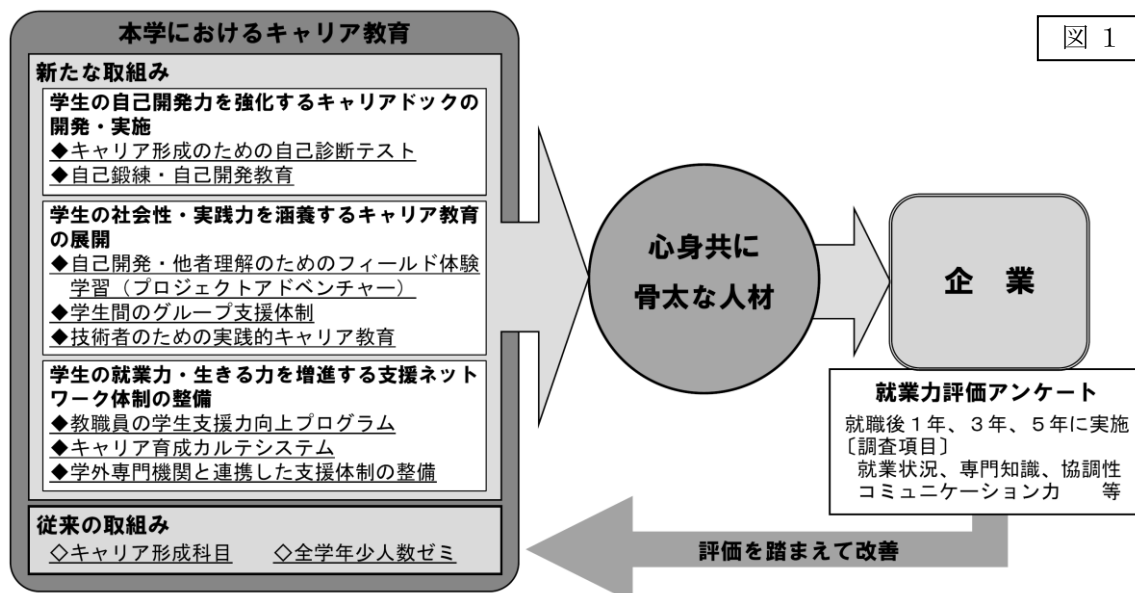 本学におけるキャリア教育
図 1
新たな取組み
学生の自己開発力を強化するキャリアドックの
開発・実施
◆キャリア形成のための自己診断テスト
◆自己鍛練・自己開発教育
学生の社会性・実践力を涵養するキャリア教育
の展開
◆自己開発・他者理解のためのフィールド体験
学習（プロジェクトアドベンチャー）
◆学生間のグループ支援体制
◆技術者のための実践的キャリア教育
学生の就業力・生きる力を増進する支援ネット
ワーク体制の整備
◆教職員の学生支援力向上プログラム
◆キャリア育成カルテシステム
◆学外専門機関と連携した支援体制の整備
従来の取組み
◇キャリア形成科目　◇全学年少人数ゼミ
心身共に
骨太な人材
企　業
就業力評価アンケート
就職後１年、３年、５年に実施
〔調査項目〕
就業状況、専門知識、協調性
コミュニケーション力　等
評価を踏まえて改善